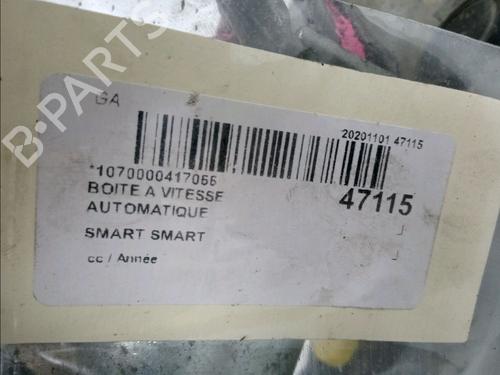 GA
20201101 47115
*1070000417056
47115
BOITE A VITESSE
AUTOMATIQUE
SMART SMART
cc / Année
B-PARTS